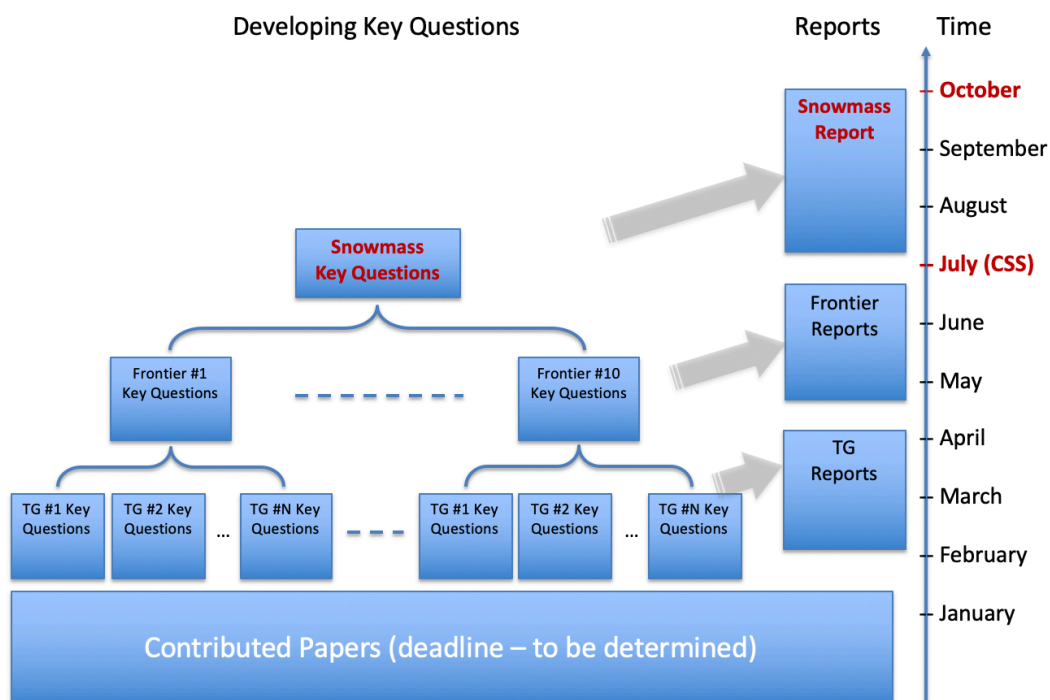 Developing Key Questions
Reports
Time
October
Snowmass
Report
September
August
Snowmass
Key Questions
July (CSS)
Frontier
Reports
June
May
Frontier #1
Key Questions
Frontier #10
Key Questions
April
TG
Reports
March
TG #1 Key
Questions
TG #2 Key
Questions
...
TG #N Key
Questions
TG #1 Key
Questions
TG #2 Key
Questions
...
TG #N Key
Questions
February
January
Contributed Papers (deadline – to be determined)